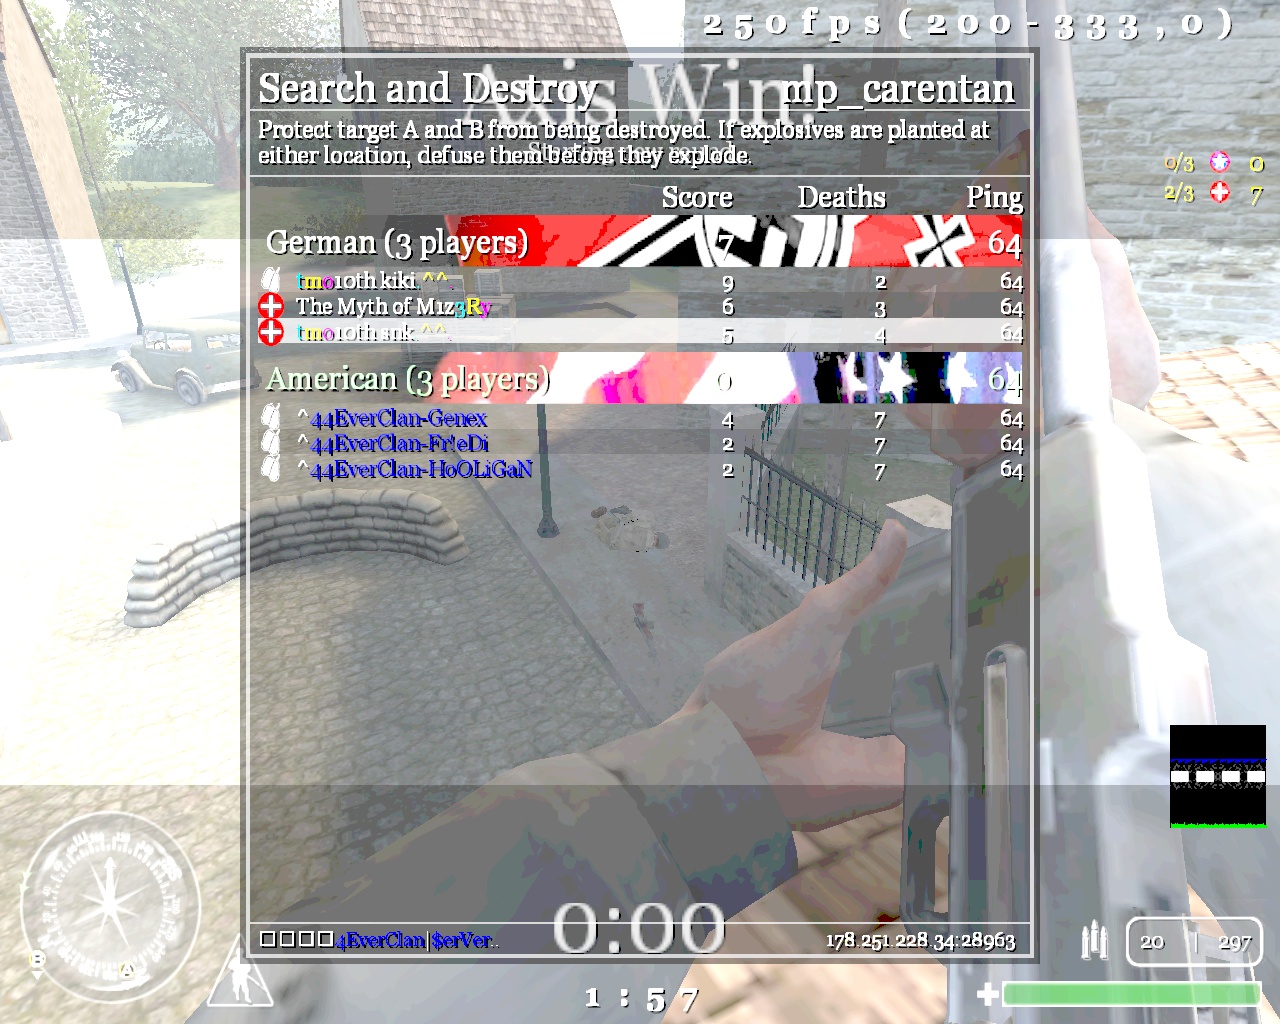 250fps(200-333,0)
Axis Win!
Search and Destroy mp_carentan
Protect target A and B from being destroyed. If explosives are planted at
either location, defuse them before they explode.
Starting new round
0/3 0
2/3 7
Score Deaths Ping
German (3 players) 7 64
tmo10th kiki.^^. 9 2 64
The Myth of M1z3Ry 6 3 64
tmo10th snk.^^. 5 4 64
American (3 players) 0 64
^44EverClan-Genex 4 7 64
^44EverClan-Fr!eDi 2 7 64
^44EverClan-HoOLiGaN 2 7 64
B
A
4EverClan|$erVer..
0:00
178.251.228.34:28963
20 | 297
1:57